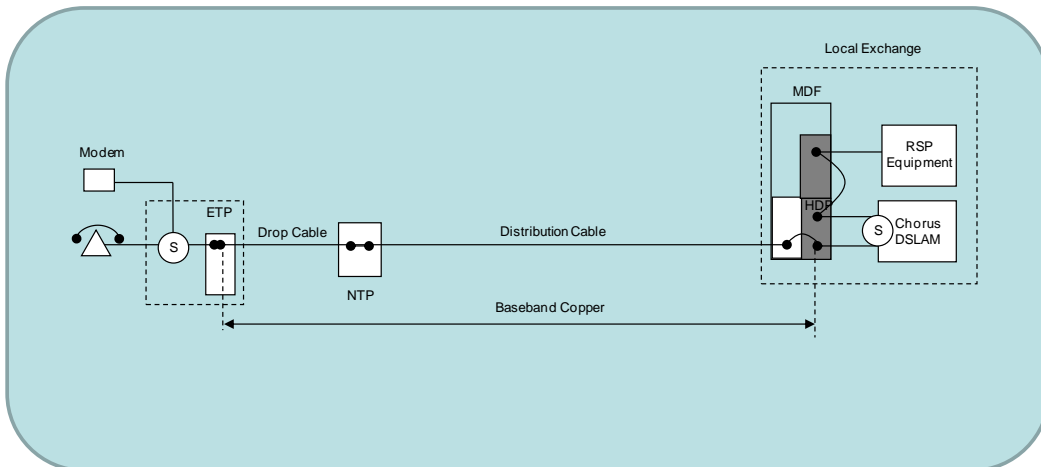 Local Exchange
MDF
RSP
Equipment
Modem
ETP
HDF
S
Drop Cable
Distribution Cable
S
Chorus
DSLAM
NTP
Baseband Copper